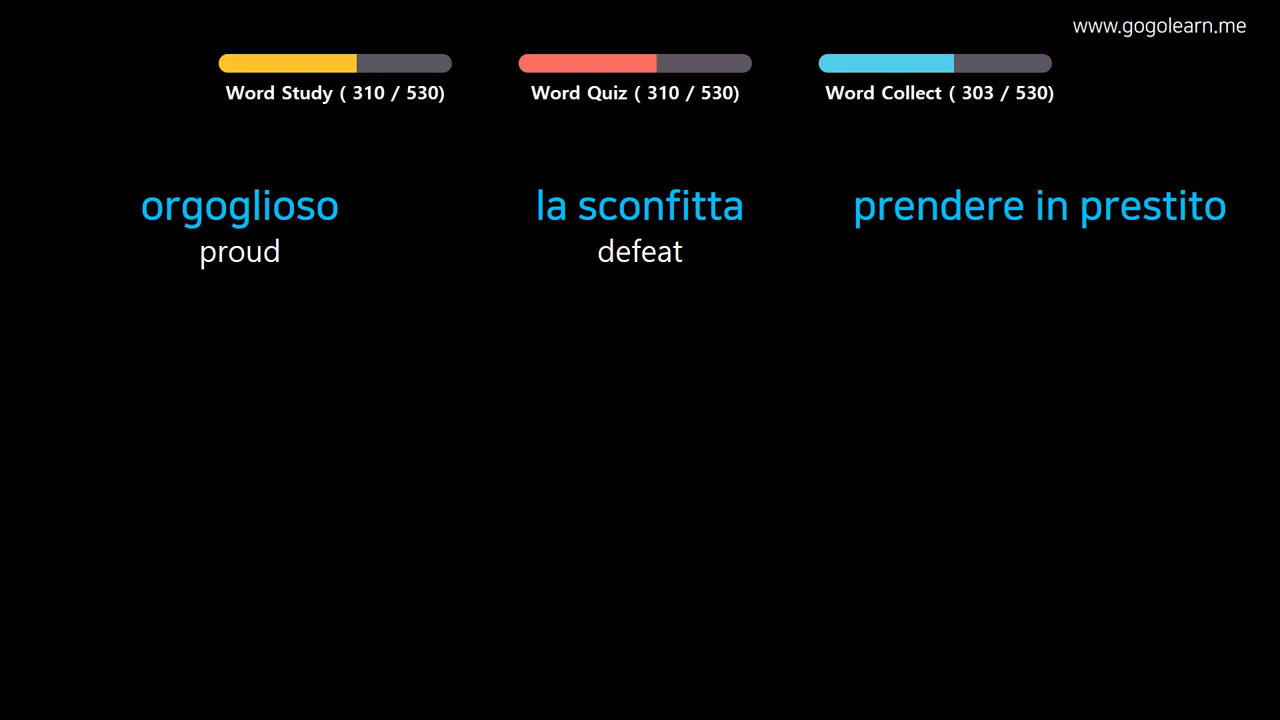 www.gogolearn.me
Word Study ( 310 / 530)
Word Quiz ( 310 / 530)
Word Collect ( 303 / 530)
orgoglioso
proud
la sconfitta
defeat
prendere in prestito